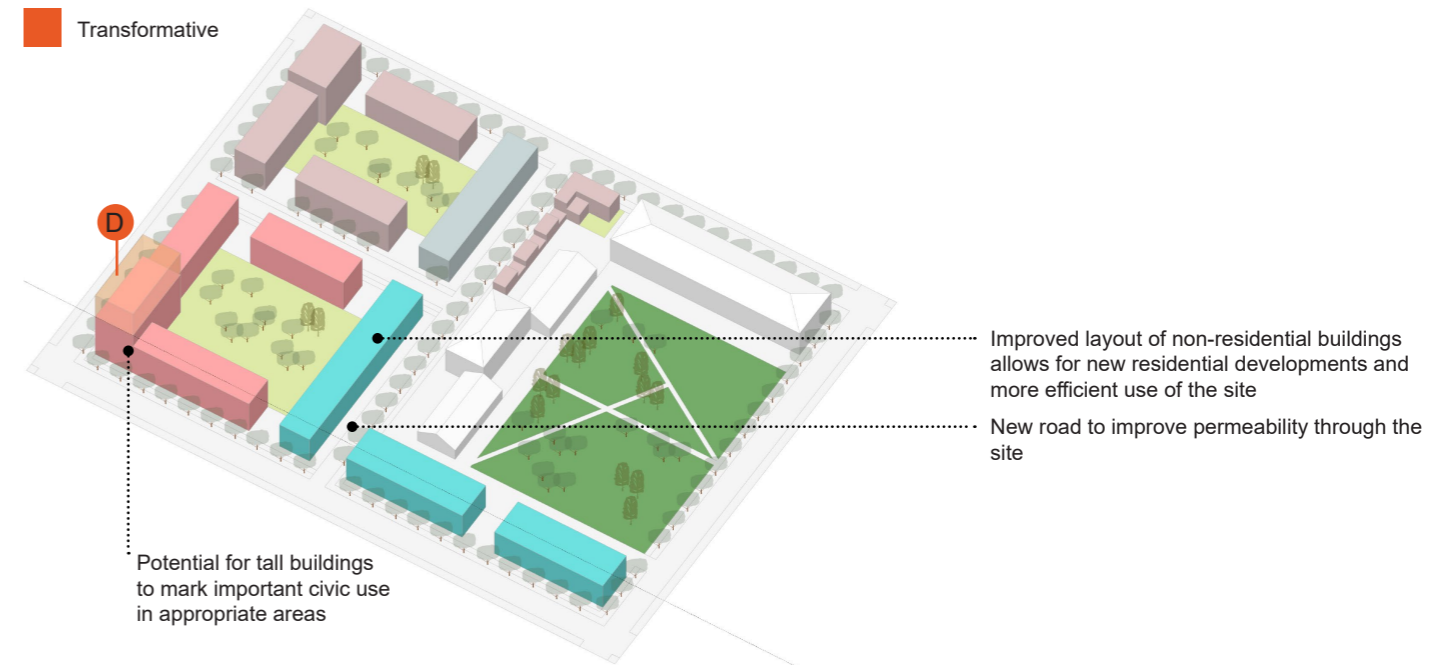 Transformative
D
Improved layout of non-residential buildings
allows for new residential developments and
more efficient use of the site
New road to improve permeability through the
site
Potential for tall buildings
to mark important civic use
in appropriate areas